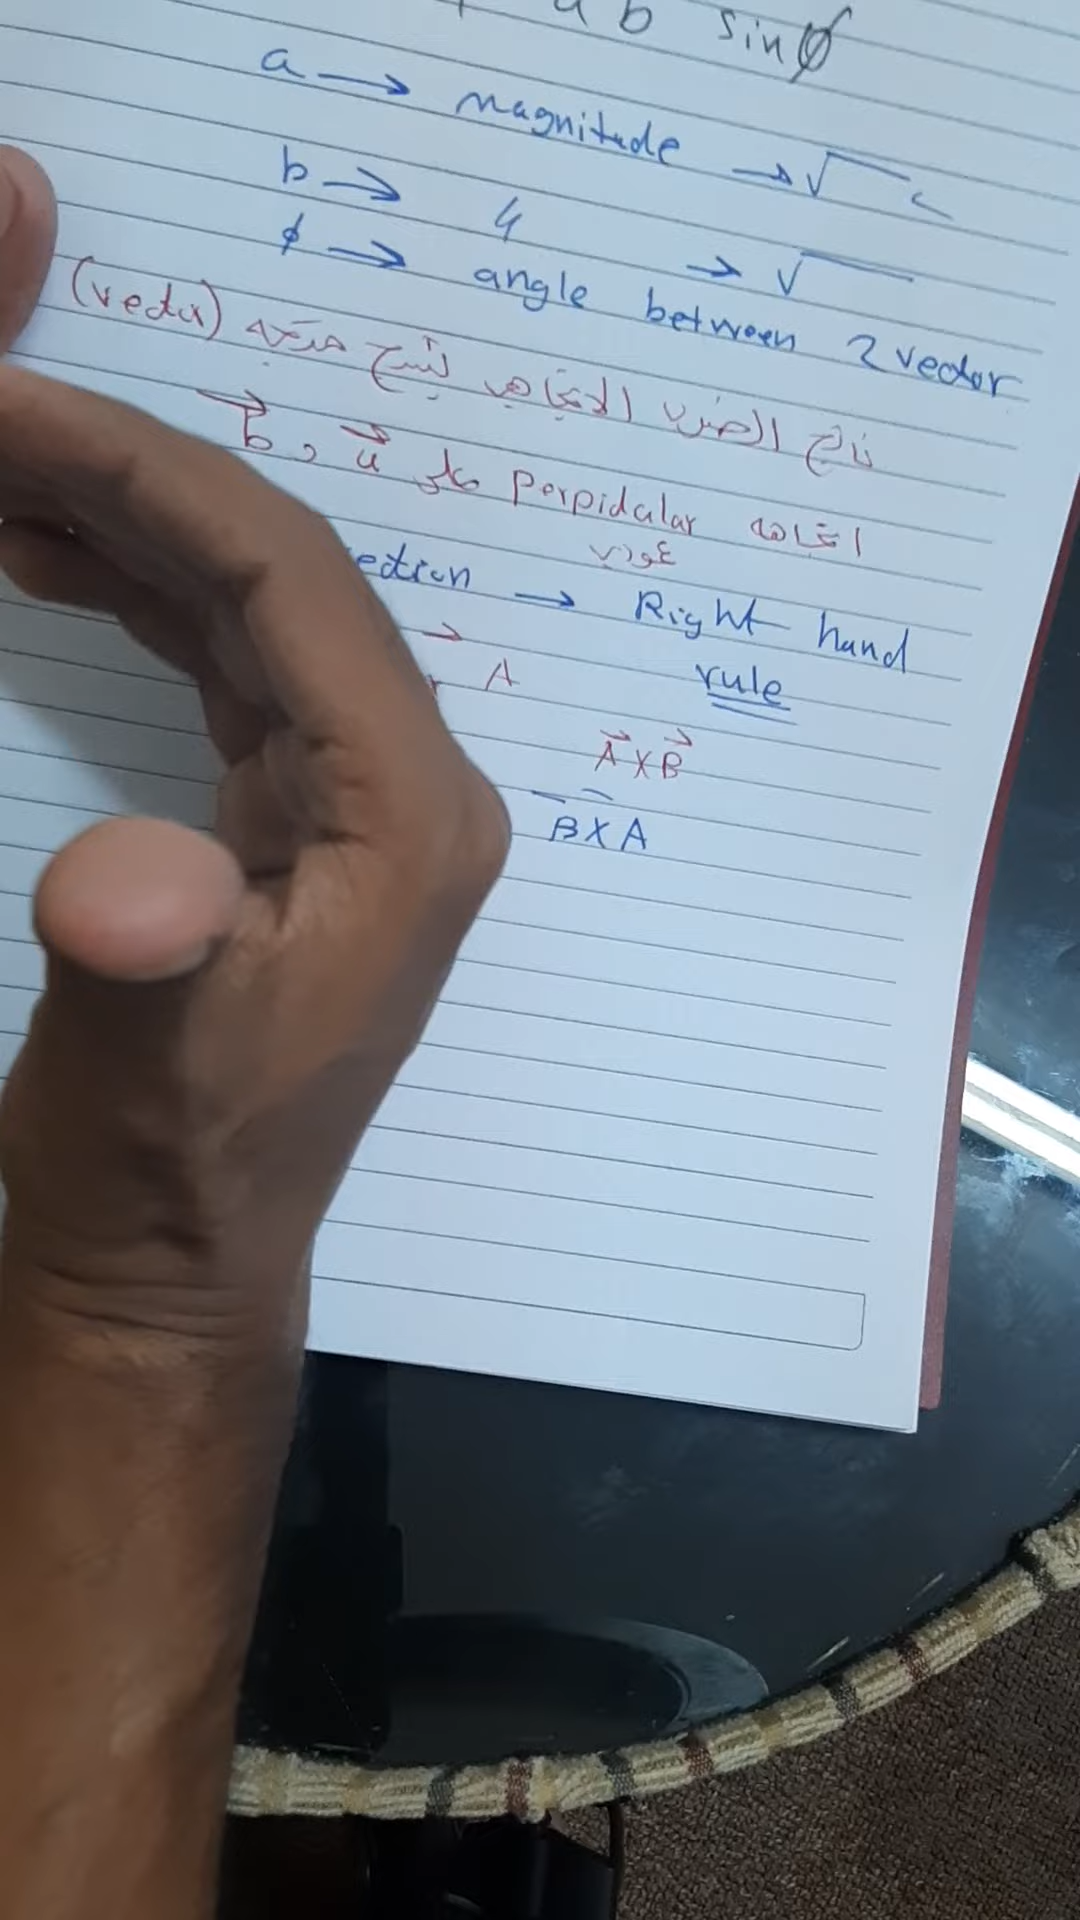 a b sin φ
a → magnitude → √
b → 〃 → √
φ → angle between 2 vector
ناتج الضرب الاتجاهي نتيجة متجه (vector)
اتجاهه perpidalar على a⃗ , b⃗
عمودي
ection → Right hand
rule
→ A
A⃗ X B⃗
B X A